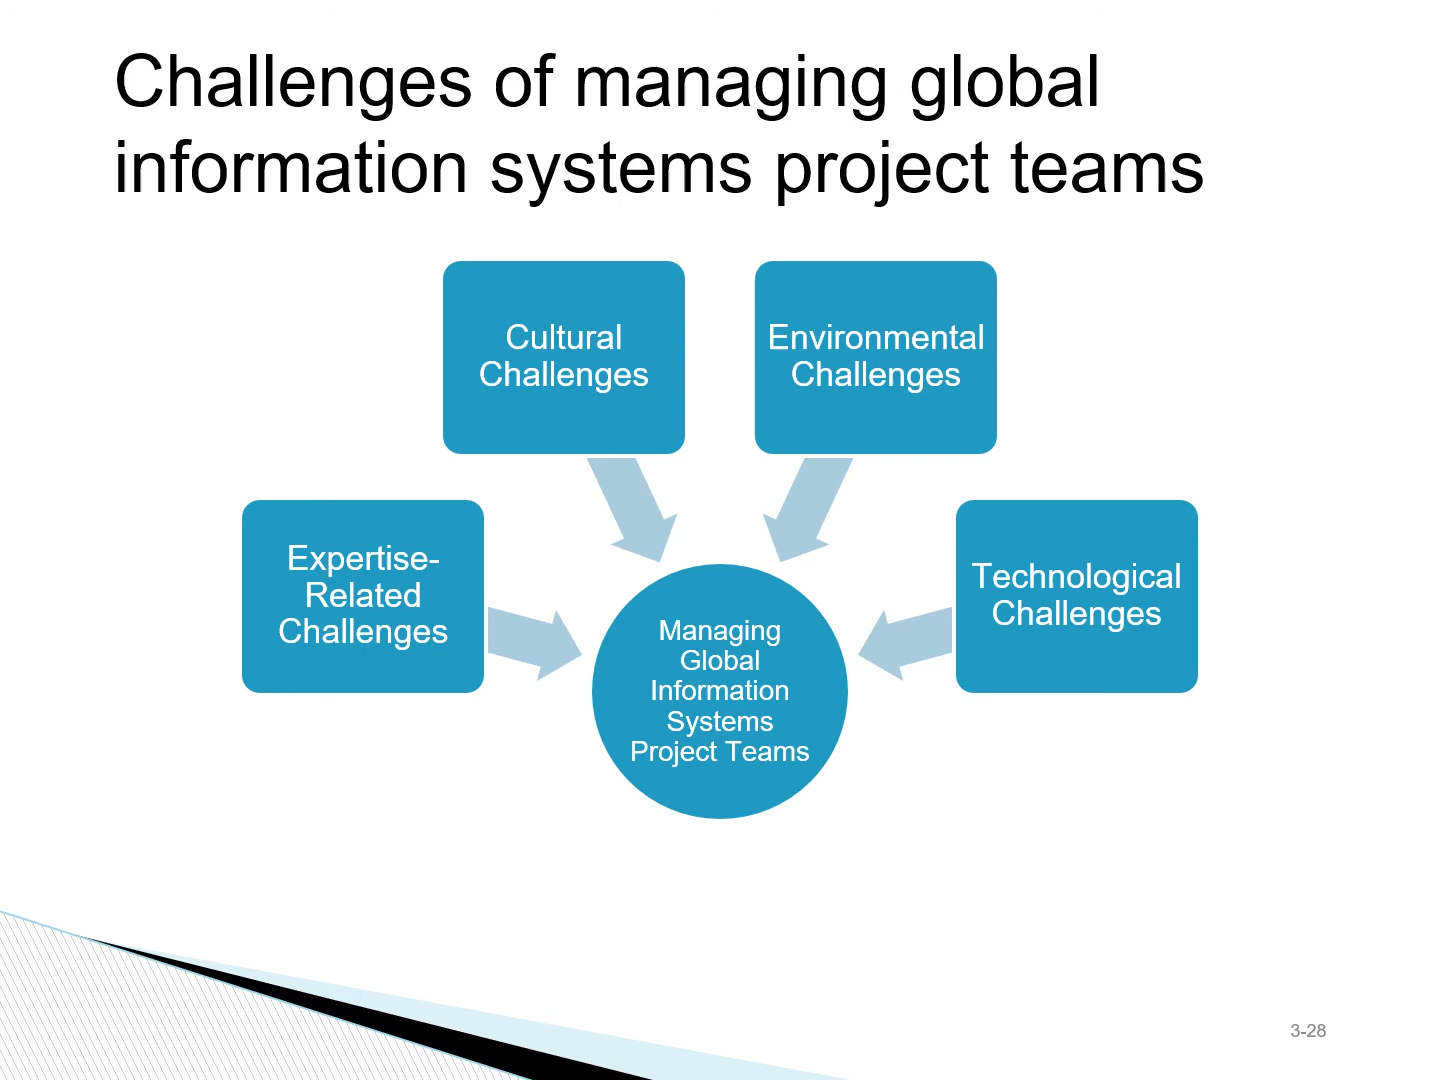 Challenges of managing global
information systems project teams
Cultural
Challenges
Environmental
Challenges
Expertise-
Related
Challenges
Technological
Challenges
Managing
Global
Information
Systems
Project Teams
3-28